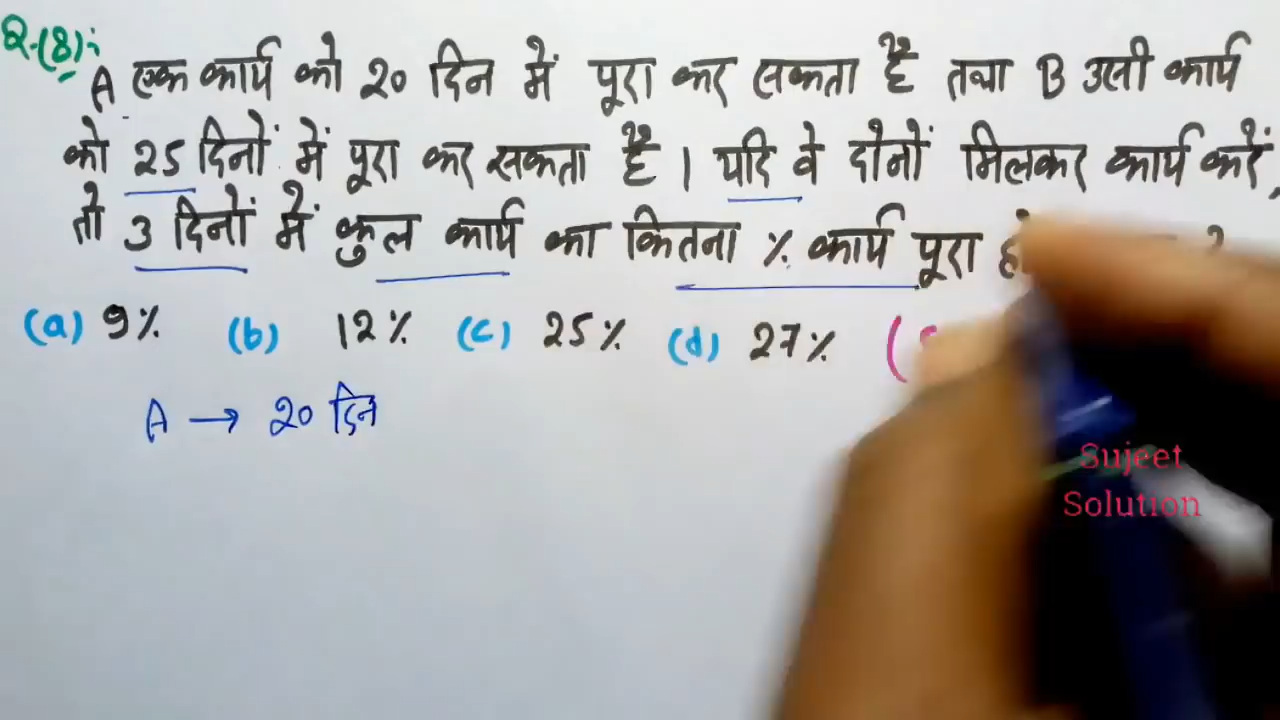 Q.(8):
A एक कार्य को 20 दिन में पूरा कर सकता है तथा B उसी कार्य
को 25 दिनों में पूरा कर सकता है । यदि वे दोनों मिलकर कार्य करें,
तो 3 दिनों में कुल कार्य का कितना % कार्य पूरा
(a) 9% (b) 12% (c) 25% (d) 27%
A → 20 दिन
Sujeet
Solution